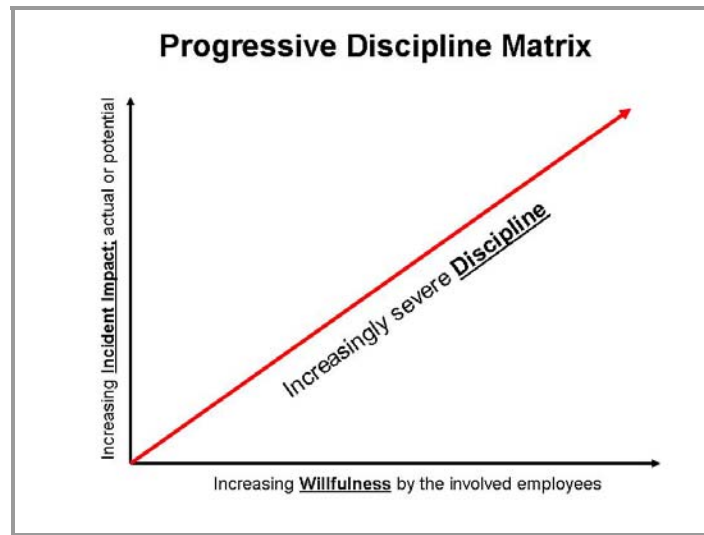 Progressive Discipline Matrix
Increasing Incident Impact; actual or potential
Increasingly severe Discipline
Increasing Willfulness by the involved employees